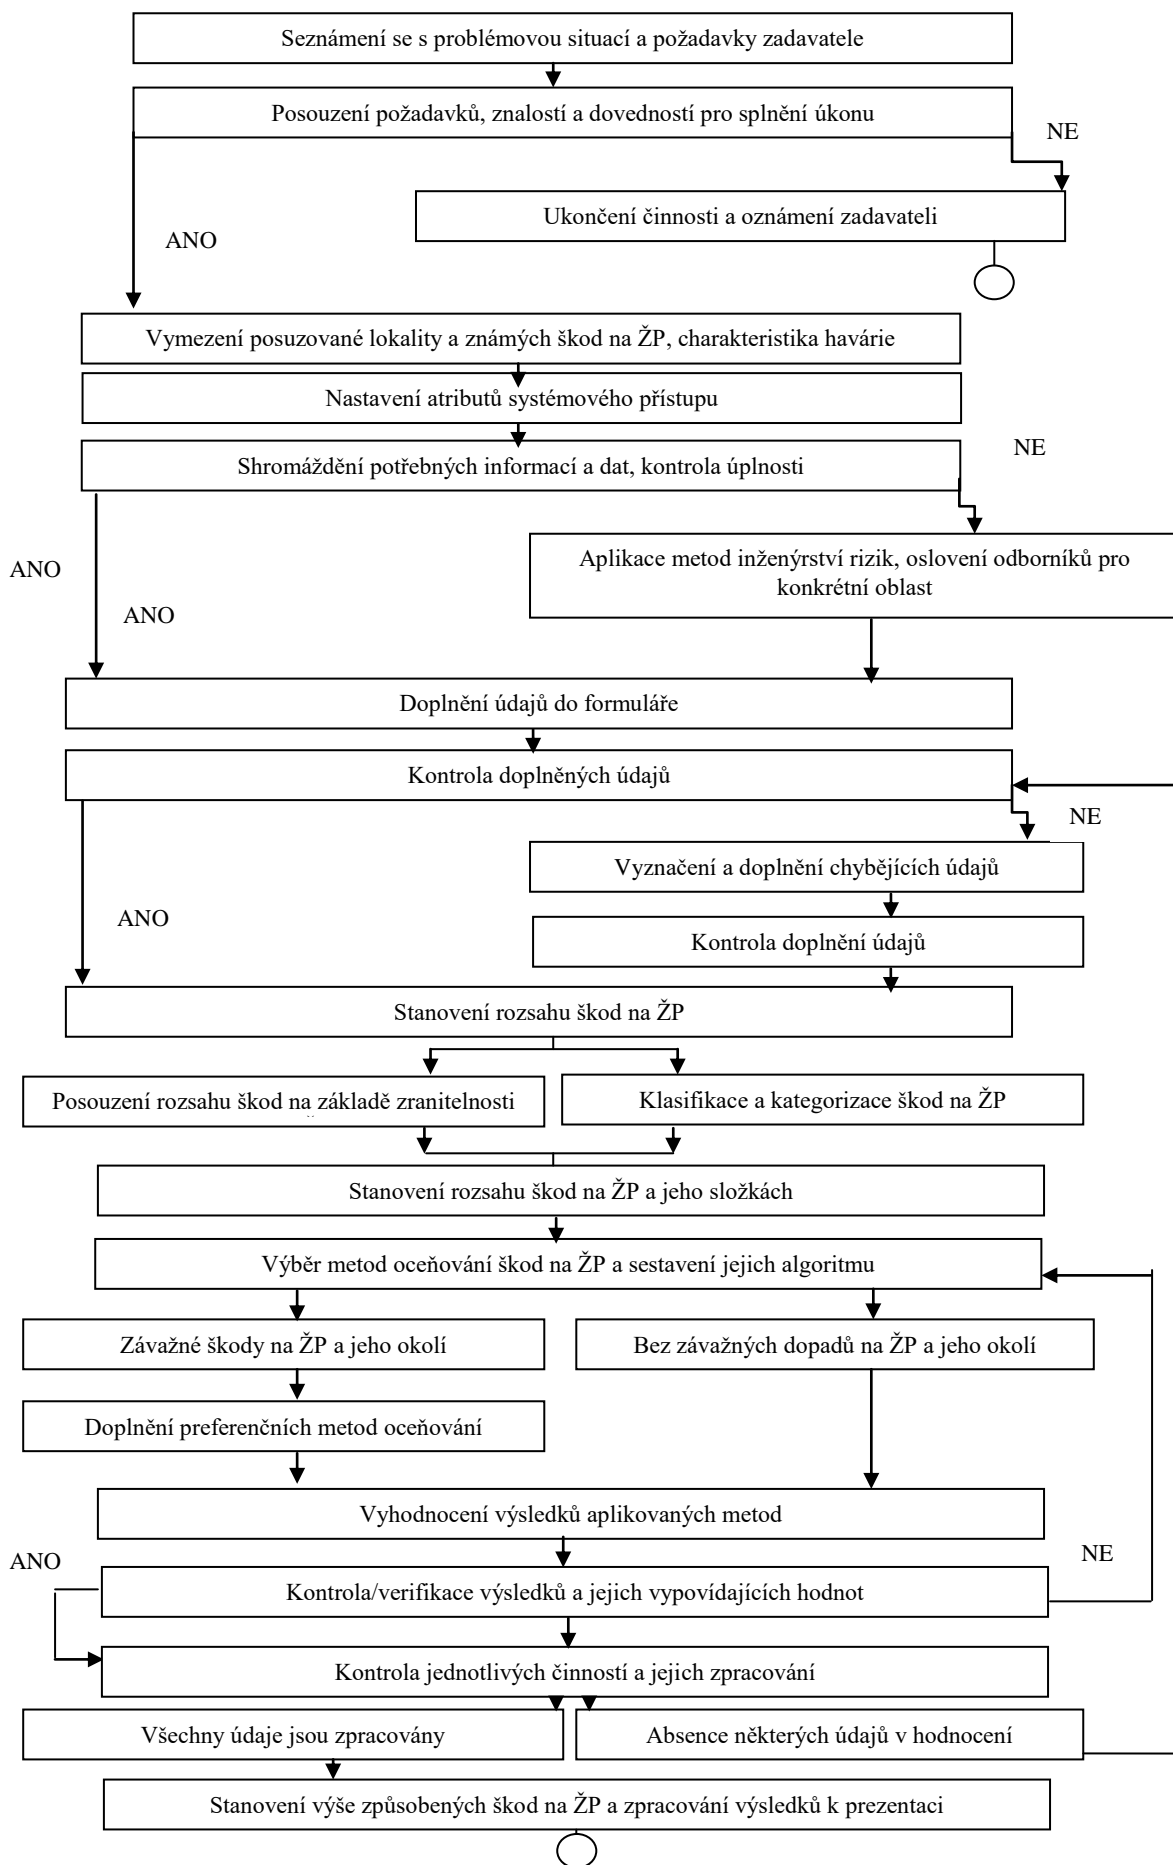 Seznámení se s problémovou situací a požadavky zadavatele
Posouzení požadavků, znalostí a dovedností pro splnění úkonu
NE
Ukončení činnosti a oznámení zadavateli
ANO
Vymezení posuzované lokality a známých škod na ŽP, charakteristika havárie
Nastavení atributů systémového přístupu
NE
Shromáždění potřebných informací a dat, kontrola úplnosti
Aplikace metod inženýrství rizik, oslovení odborníků pro
konkrétní oblast
ANO
ANO
Doplnění údajů do formuláře
Kontrola doplněných údajů
NE
Vyznačení a doplnění chybějících údajů
ANO
Kontrola doplnění údajů
Stanovení rozsahu škod na ŽP
Posouzení rozsahu škod na základě zranitelnosti
Klasifikace a kategorizace škod na ŽP
Stanovení rozsahu škod na ŽP a jeho složkách
Výběr metod oceňování škod na ŽP a sestavení jejich algoritmu
Závažné škody na ŽP a jeho okolí
Bez závažných dopadů na ŽP a jeho okolí
Doplnění preferenčních metod oceňování
Vyhodnocení výsledků aplikovaných metod
ANO
NE
Kontrola/verifikace výsledků a jejich vypovídajících hodnot
Kontrola jednotlivých činností a jejich zpracování
Všechny údaje jsou zpracovány
Absence některých údajů v hodnocení
Stanovení výše způsobených škod na ŽP a zpracování výsledků k prezentaci